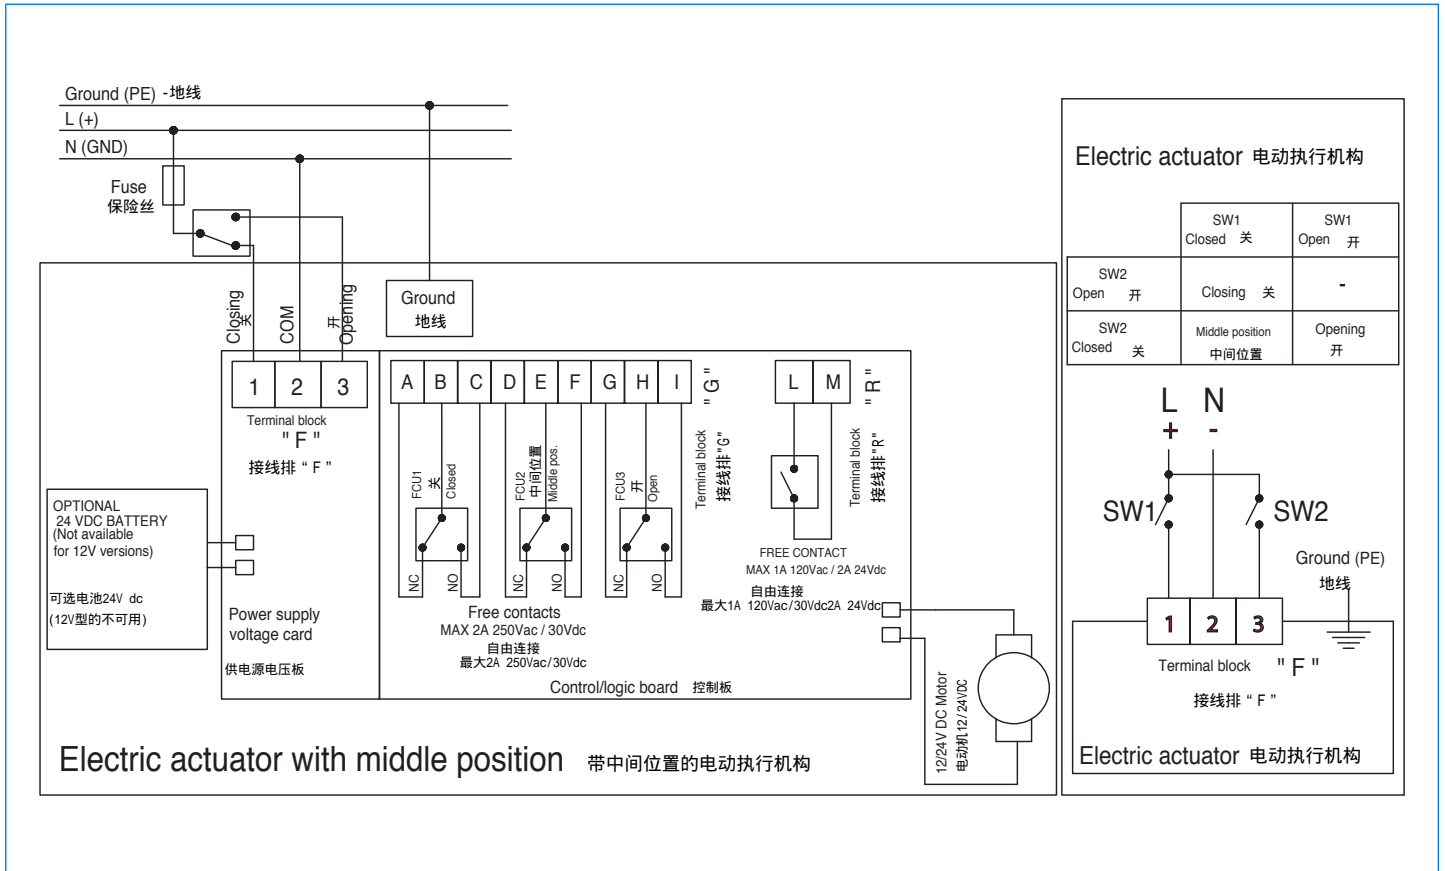 Ground (PE) -地线
L (+)
N (GND)
Fuse
保险丝
Closing
关
COM
开
Opening
Ground
地线
1 2 3
Terminal block
" F "
接线排 “ F ”
A B C D E F G H I
" G "
Terminal block
接线排"G"
L M
" R "
Terminal block
接线排"R"
FCU1
关
Closed
NC NO
FCU2
中间位置
Middle pos.
NC NO
FCU3
开
Open
NC NO
Free contacts
MAX 2A 250Vac / 30Vdc
自由连接
最大2A 250Vac/30Vdc
FREE CONTACT
MAX 1A 120Vac / 2A 24Vdc
自由连接
最大1A 120Vac/30Vdc2A 24Vdc
OPTIONAL
24 VDC BATTERY
(Not available
for 12V versions)
可选电池24V dc
(12V型的不可用)
Power supply
voltage card
供电源电压板
Control/logic board 控制板
12/24V DC Motor
电动机12/24VDC
Electric actuator with middle position 带中间位置的电动执行机构
Electric actuator 电动执行机构
SW1
Closed 关
SW1
Open 开
SW2
Open 开
Closing 关
-
SW2
Closed 关
Middle position
中间位置
Opening
开
L N
+ -
SW1 SW2
Ground (PE)
地线
1 2 3
Terminal block " F "
接线排 “ F ”
Electric actuator 电动执行机构